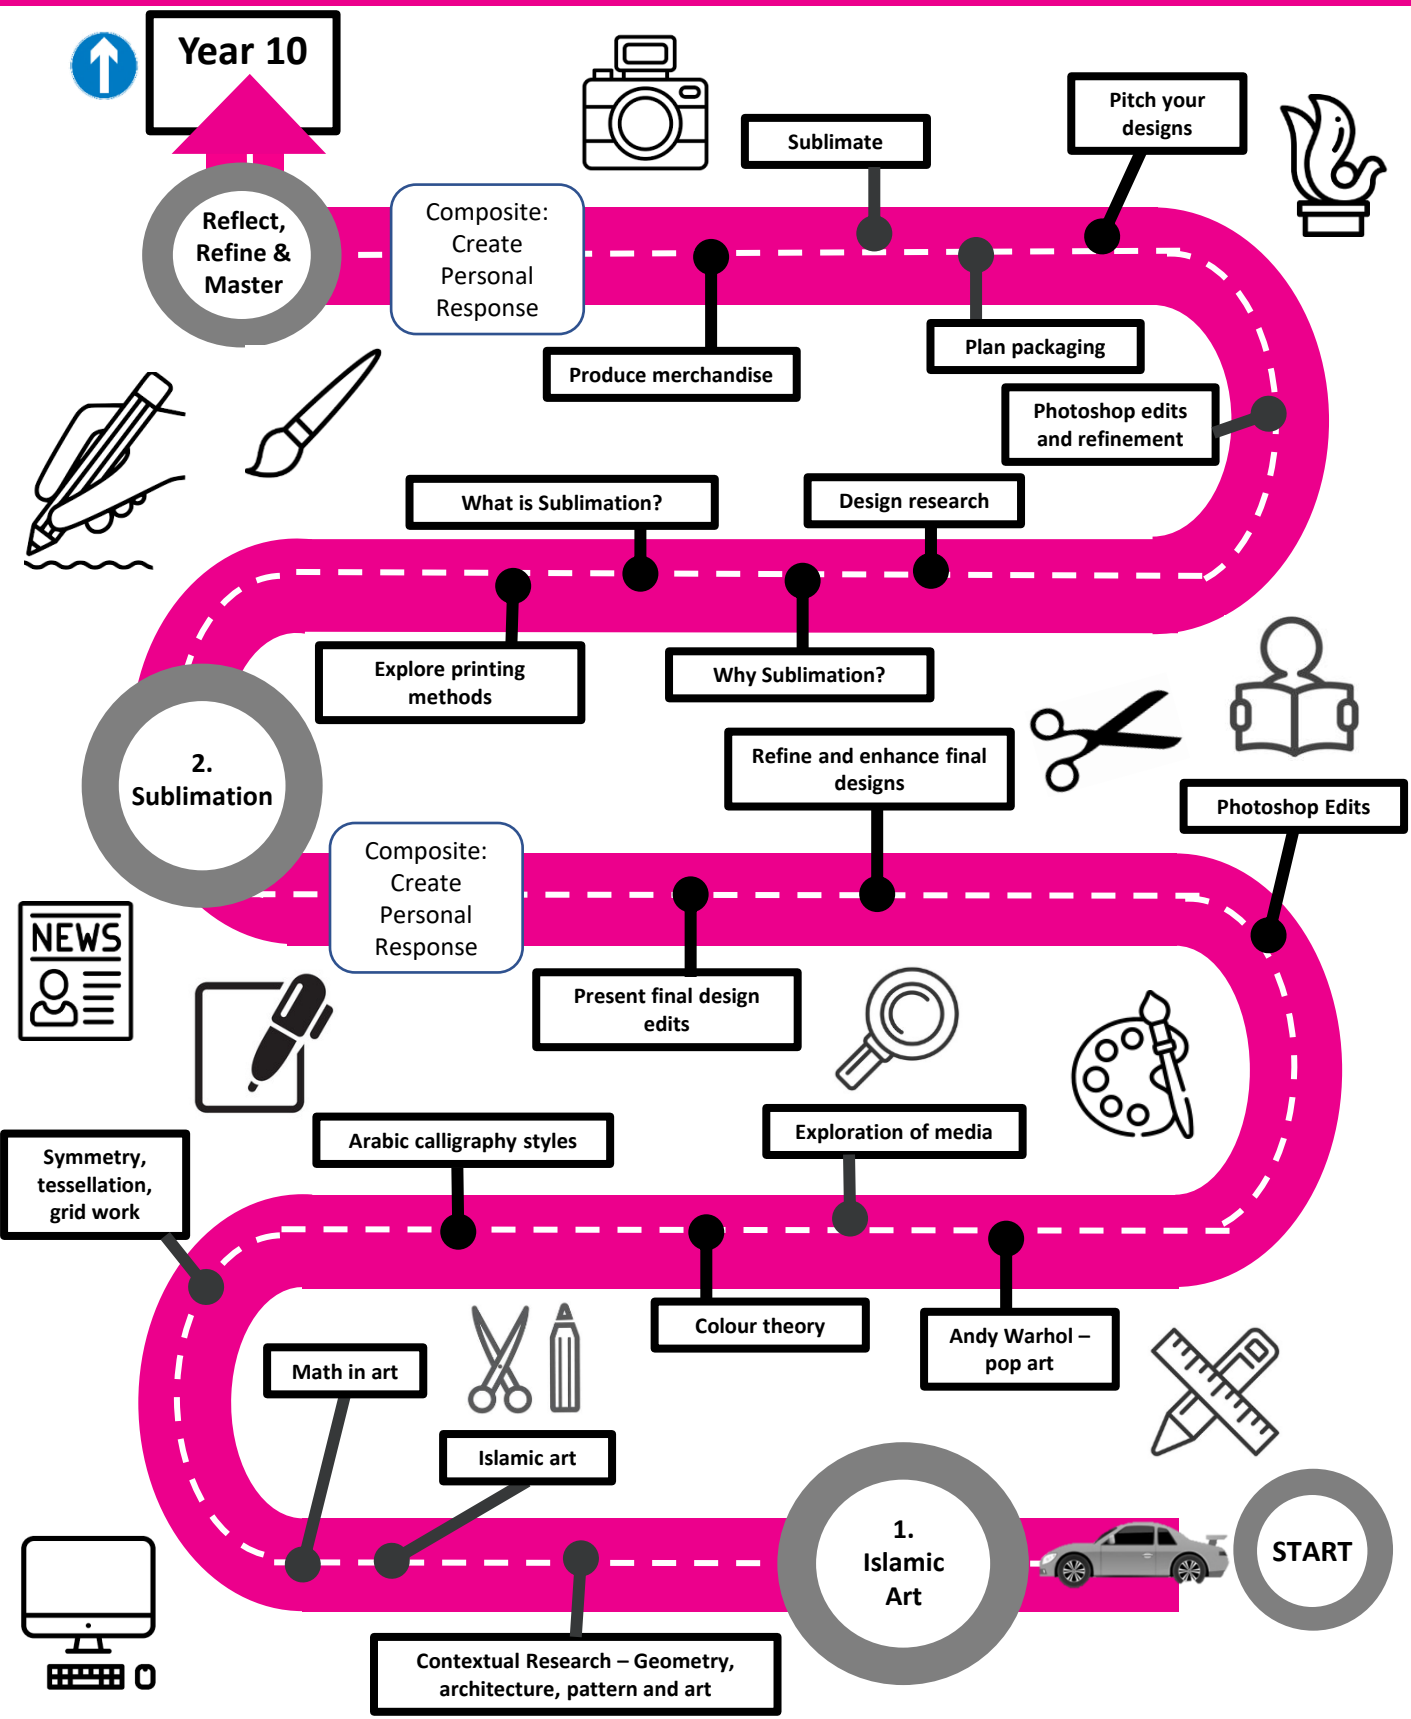 Year 10
Sublimate
Pitch your
designs
Reflect,
Refine &
Master
Composite:
Create
Personal
Response
Produce merchandise
Plan packaging
Photoshop edits
and refinement
What is Sublimation?
Design research
Explore printing
methods
Why Sublimation?
2.
Sublimation
Refine and enhance final
designs
Photoshop Edits
Composite:
Create
Personal
Response
NEWS
Present final design
edits
Symmetry,
tessellation,
grid work
Arabic calligraphy styles
Exploration of media
Colour theory
Andy Warhol –
pop art
Math in art
Islamic art
1.
Islamic
Art
START
Contextual Research – Geometry,
architecture, pattern and art